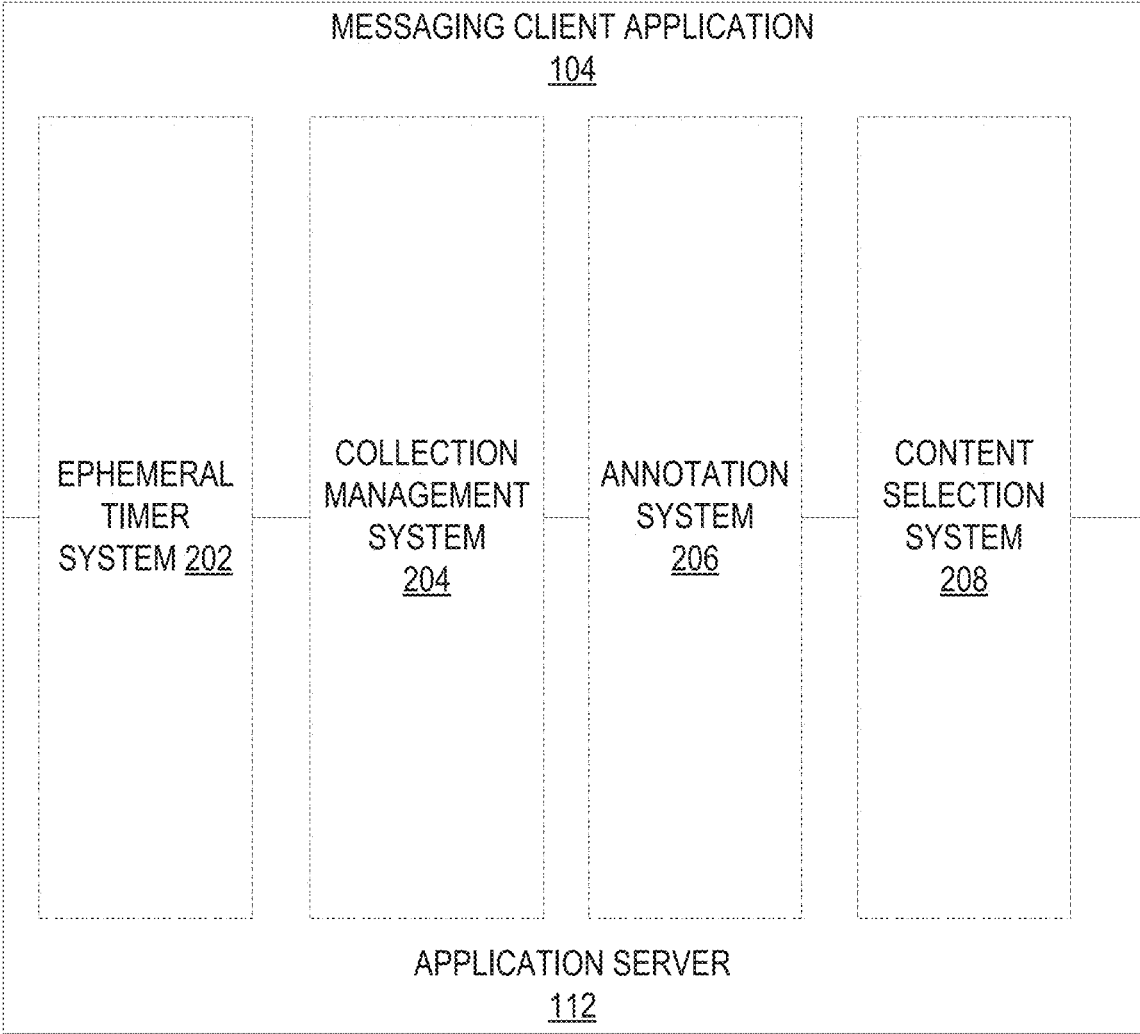 MESSAGING CLIENT APPLICATION
104
EPHEMERAL
TIMER
SYSTEM 202
COLLECTION
MANAGEMENT
SYSTEM
204
ANNOTATION
SYSTEM
206
CONTENT
SELECTION
SYSTEM
208
APPLICATION SERVER
112